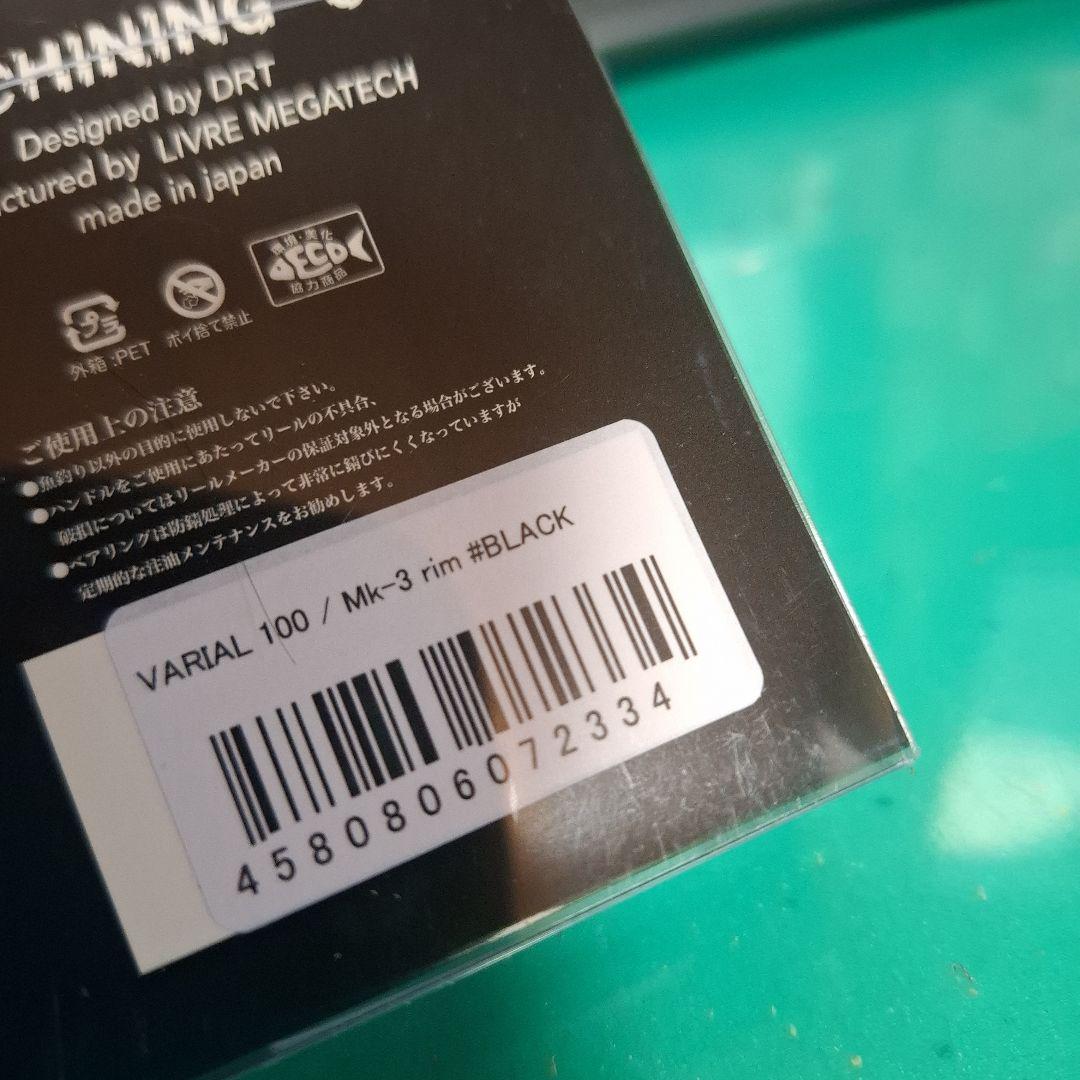 CHINING
Designed by DRT
ctured by LIVRE MEGATECH
made in japan
環境・美化
ECO
協力商品
外箱:PET
ポイ捨て禁止
ご使用上の注意
●魚釣り以外の目的に使用しないで下さい。
●ハンドルをご使用にあたってリールの不具合、
破損についてはリールメーカーの保証対象外となる場合がございます。
●ベアリングは防錆処理によって非常に錆びにくくなっていますが
定期的な注油メンテナンスをお勧めします。
VARIAL 100 / Mk-3 rim #BLACK
4580806072334